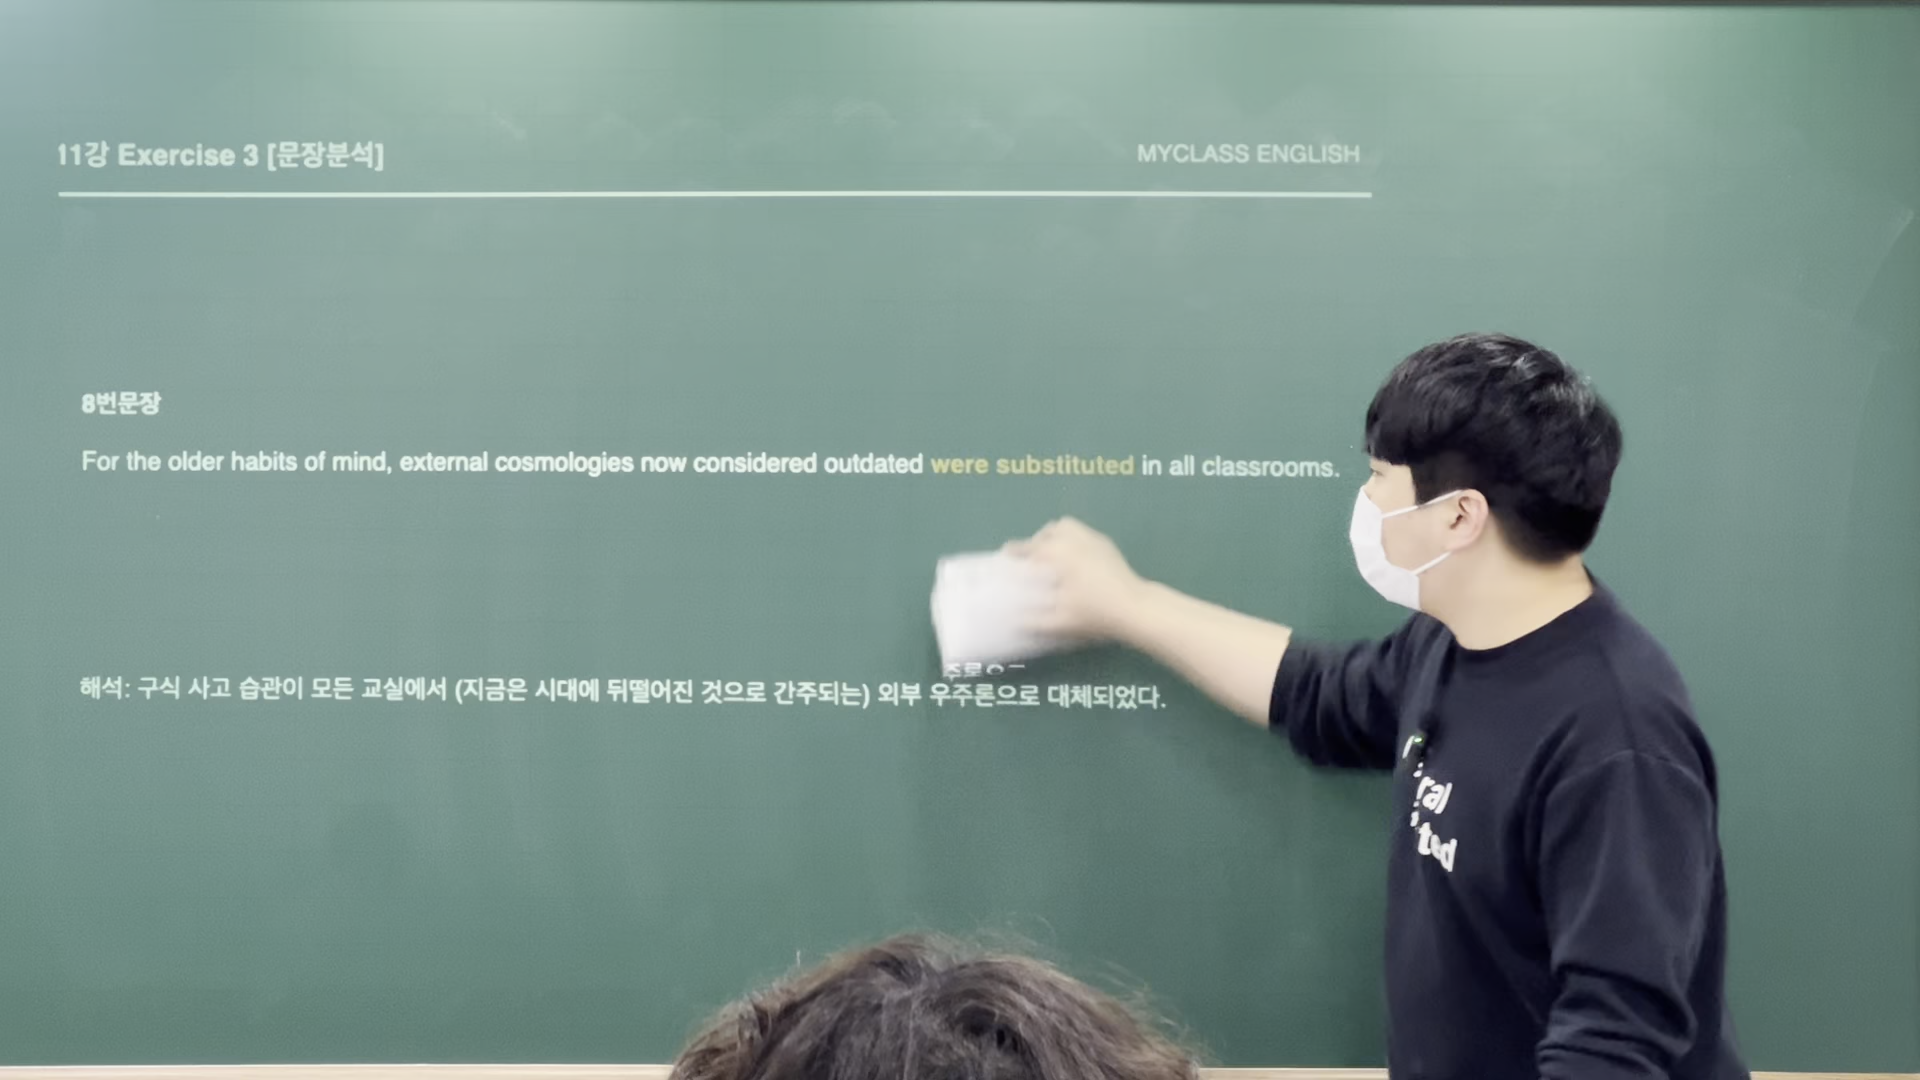 11강 Exercise 3 [문장분석]
MYCLASS ENGLISH
8번문장
For the older habits of mind, external cosmologies now considered outdated were substituted in all classrooms.
해석: 구식 사고 습관이 모든 교실에서 (지금은 시대에 뒤떨어진 것으로 간주되는) 외부 우주론으로 대체되었다.